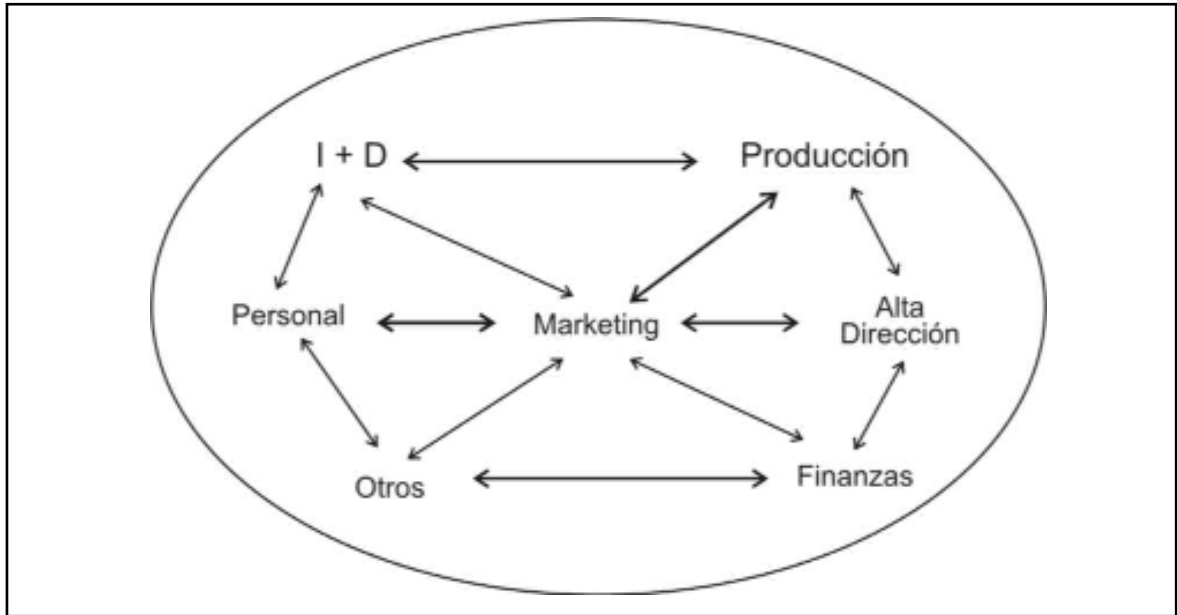 I + D
Producción
Personal
Marketing
Alta
Dirección
Otros
Finanzas